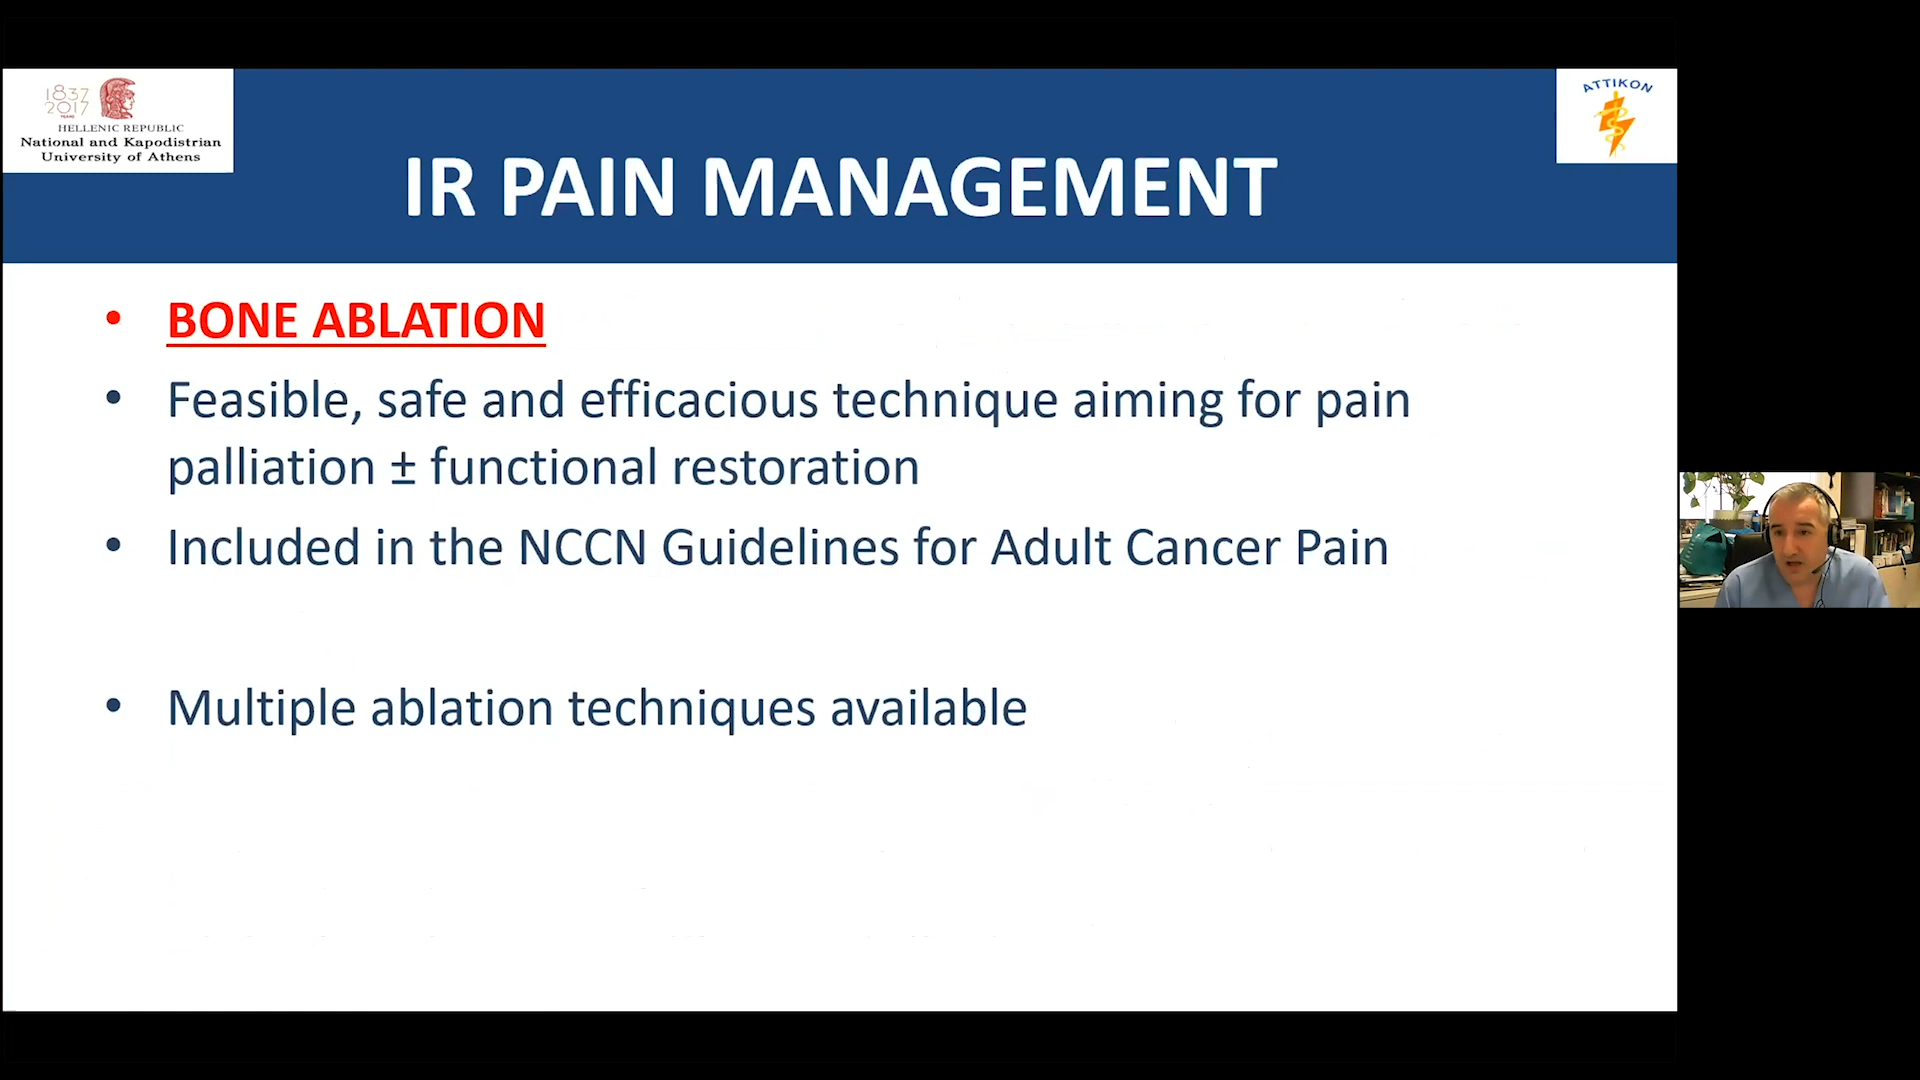 1837
2017
YEARS
HELLENIC REPUBLIC
National and Kapodistrian
University of Athens
ATTIKON
IR PAIN MANAGEMENT
• BONE ABLATION
• Feasible, safe and efficacious technique aiming for pain
palliation ± functional restoration
• Included in the NCCN Guidelines for Adult Cancer Pain
• Multiple ablation techniques available